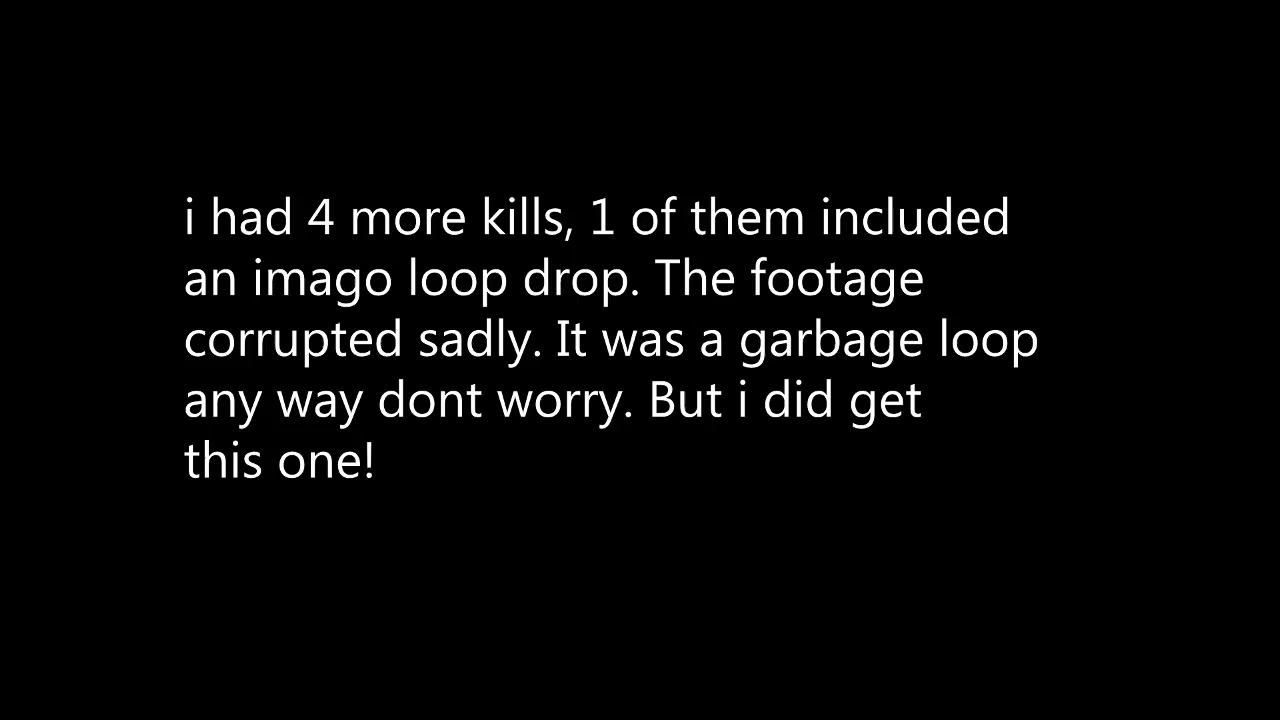 i had 4 more kills, 1 of them included
an imago loop drop. The footage
corrupted sadly. It was a garbage loop
any way dont worry. But i did get
this one!